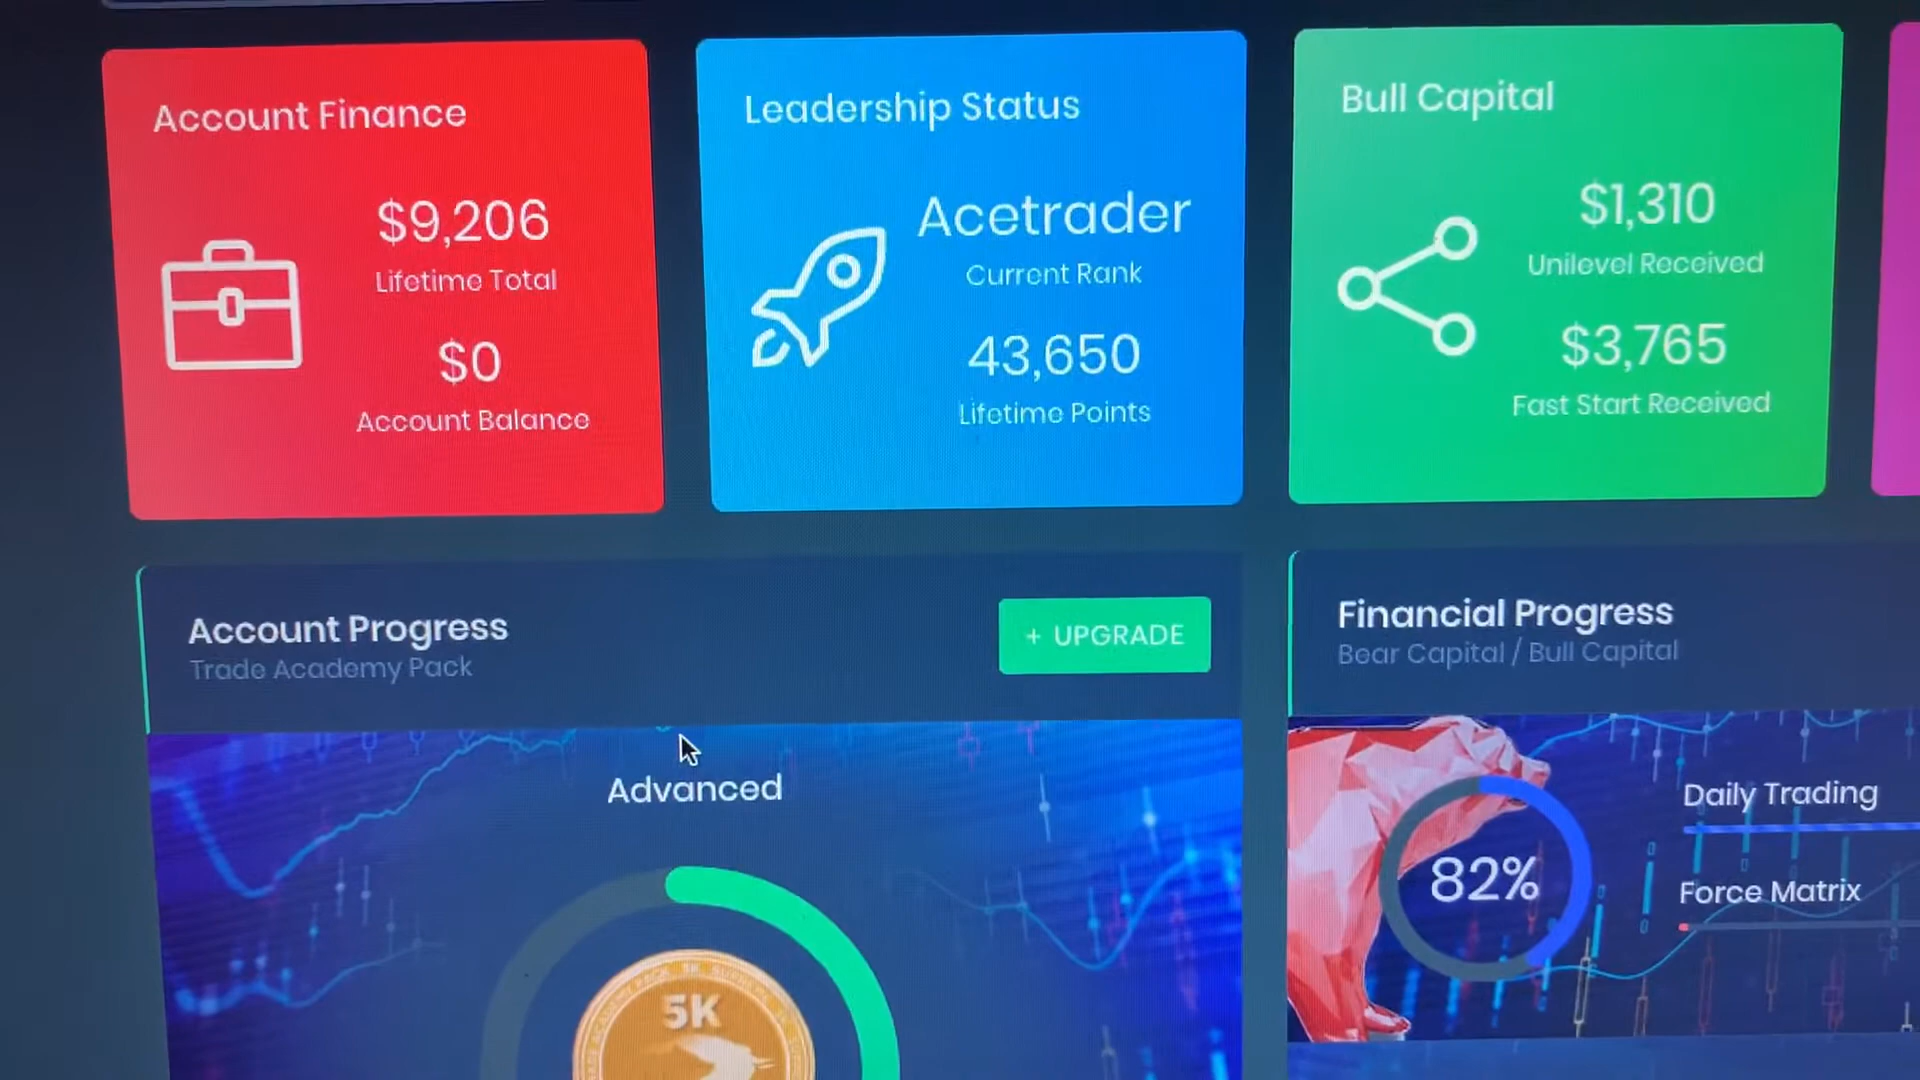 Account Finance
$9,206
Lifetime Total
$0
Account Balance
Leadership Status
Acetrader
Current Rank
43,650
Lifetime Points
Bull Capital
$1,310
Unilevel Received
$3,765
Fast Start Received
Account Progress
Trade Academy Pack
+ UPGRADE
Advanced
5K
Financial Progress
Bear Capital / Bull Capital
82%
Daily Trading
Force Matrix